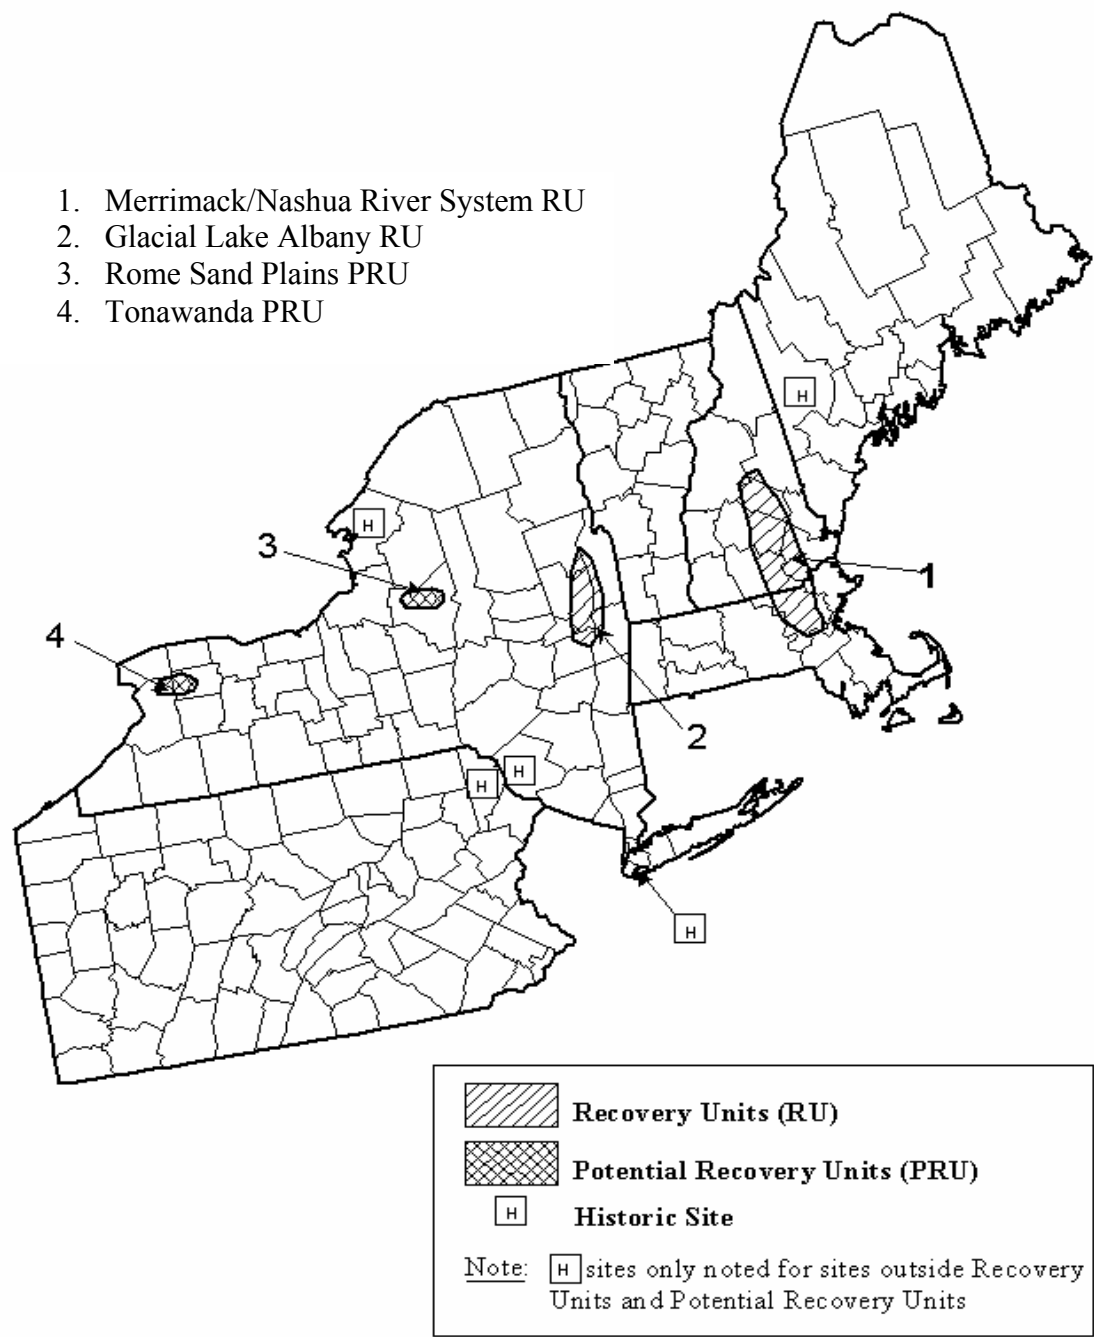 1. Merrimack/Nashua River System RU
2. Glacial Lake Albany RU
3. Rome Sand Plains PRU
4. Tonawanda PRU
H
H
3
1
4
2
H
H
H
Recovery Units (RU)
Potential Recovery Units (PRU)
H Historic Site
Note: H sites only noted for sites outside Recovery
Units and Potential Recovery Units